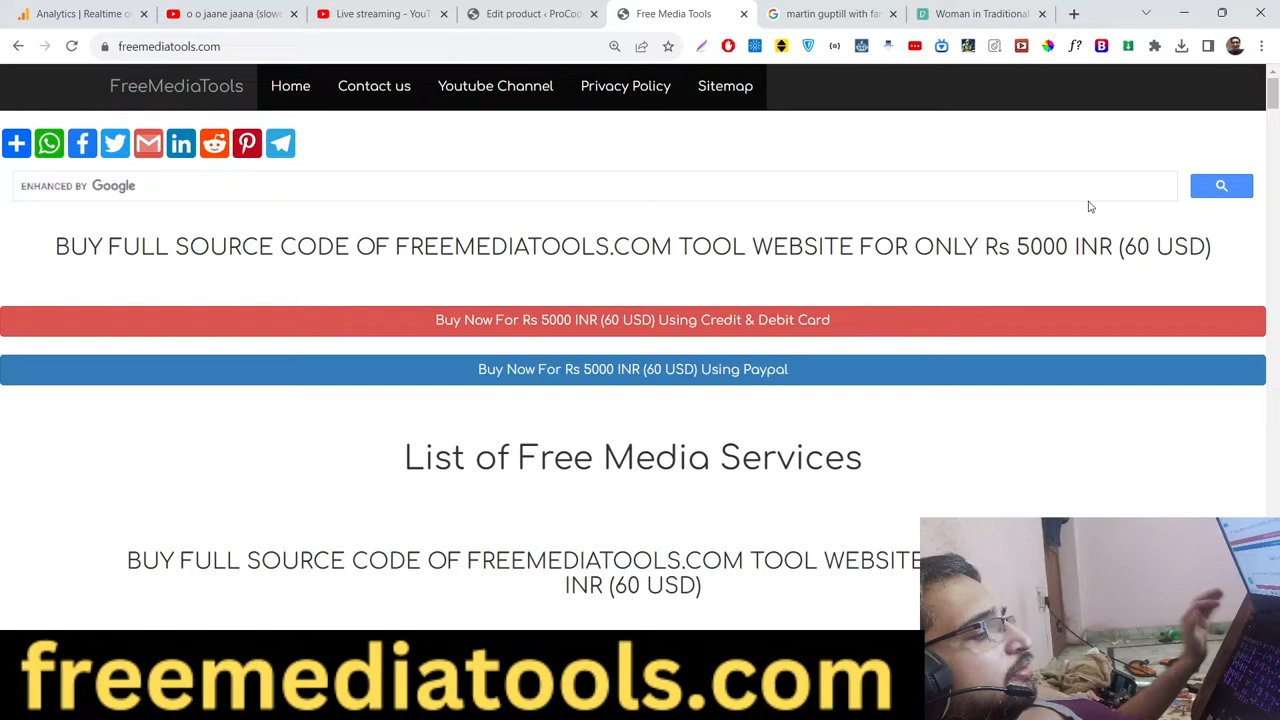 Analytics | Realtime ov
o o jaane jaana (slowe
Live streaming - YouT
Edit product ‹ ProCod
Free Media Tools
martin guptill with fat
Woman in Traditional
freemediatools.com
FreeMediaTools
Home
Contact us
Youtube Channel
Privacy Policy
Sitemap
ENHANCED BY Google
BUY FULL SOURCE CODE OF FREEMEDIATOOLS.COM TOOL WEBSITE FOR ONLY Rs 5000 INR (60 USD)
Buy Now For Rs 5000 INR (60 USD) Using Credit & Debit Card
Buy Now For Rs 5000 INR (60 USD) Using Paypal
List of Free Media Services
BUY FULL SOURCE CODE OF FREEMEDIATOOLS.COM TOOL WEBSITE
INR (60 USD)
freemediatools.com